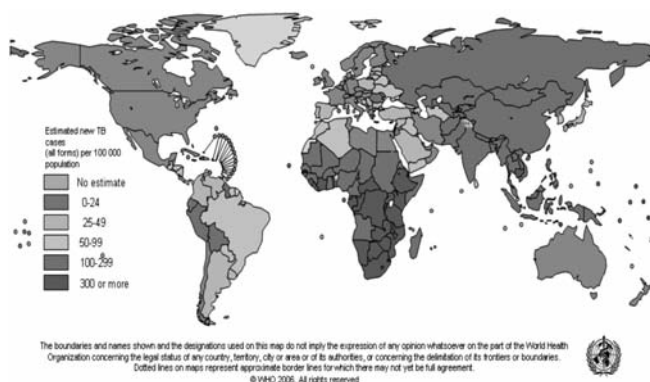 Estimated new TB
cases
(all forms) per 100 000
population
No estimate
0-24
25-49
50-99
100-299
300 or more
The boundaries and names shown and the designations used on this map do not imply the expression of any opinion whatsoever on the part of the World Health
Organization concerning the legal status of any country, territory, city or area or of its authorities, or concerning the delimitation of its frontiers or boundaries.
Dotted lines on maps represent approximate border lines for which there may not yet be full agreement.
© WHO 2006. All rights reserved